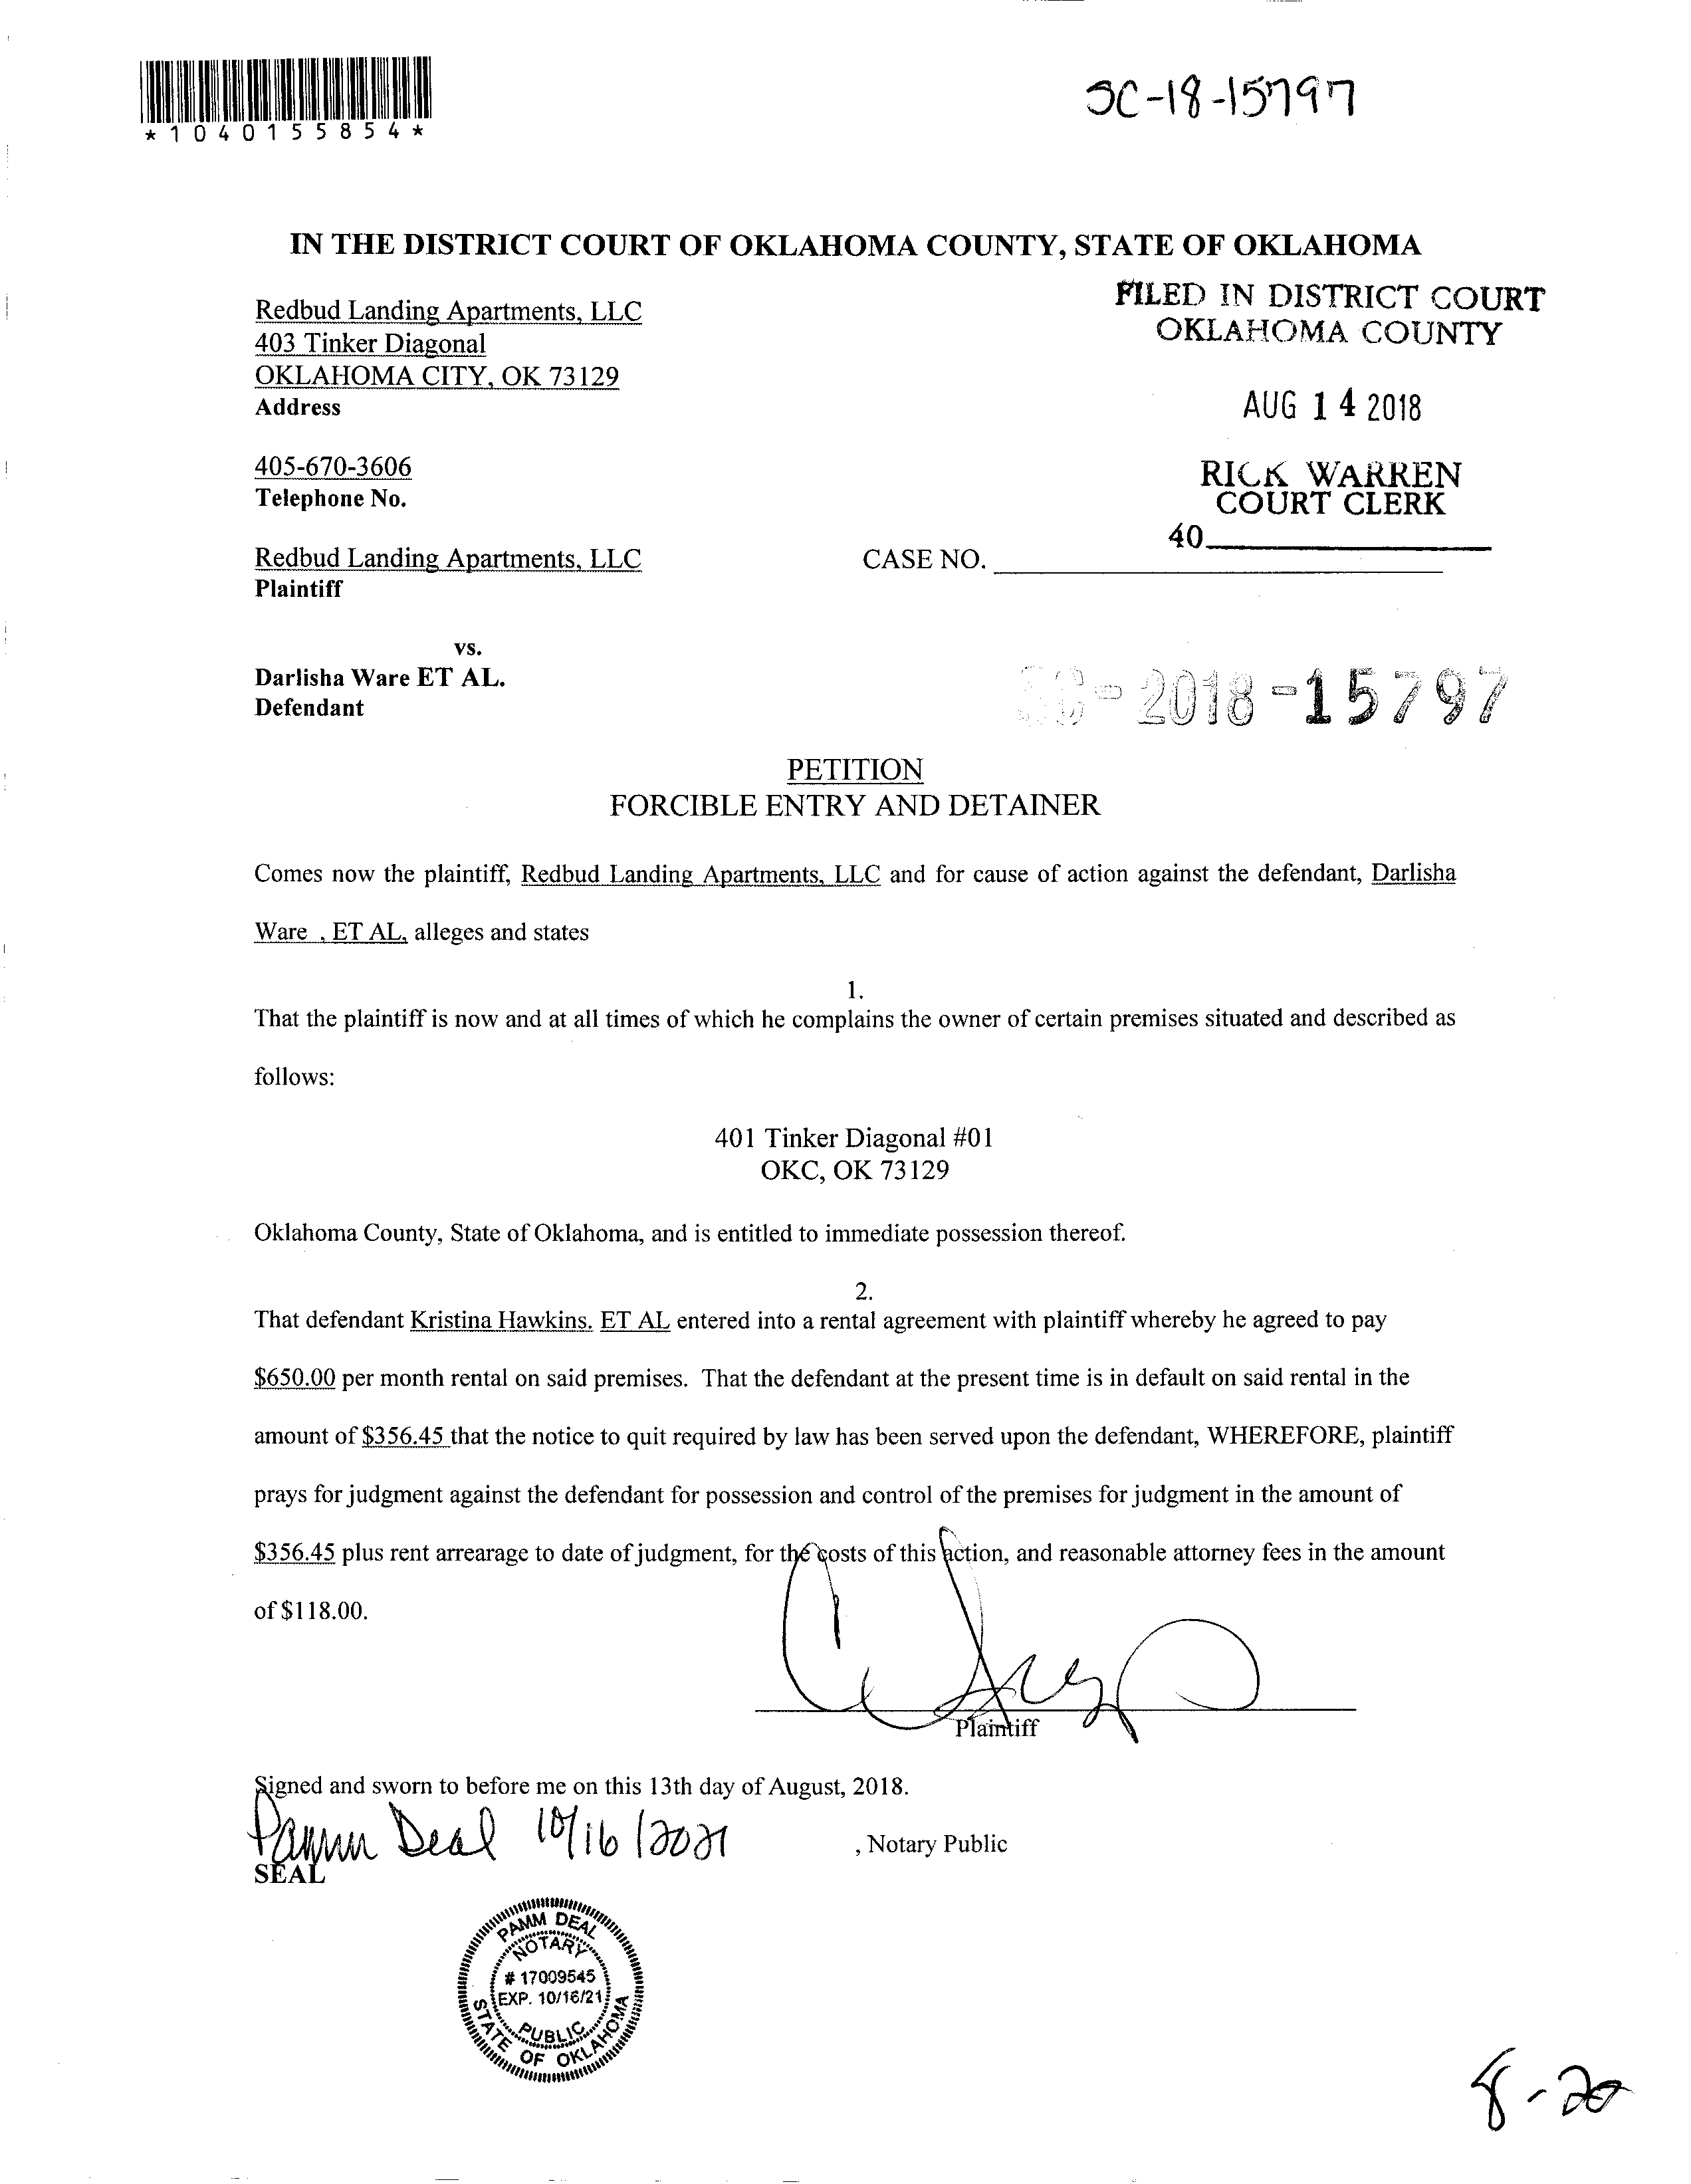 *1040155854*
SC-18-15797
IN THE DISTRICT COURT OF OKLAHOMA COUNTY, STATE OF OKLAHOMA
Redbud Landing Apartments, LLC
403 Tinker Diagonal
OKLAHOMA CITY, OK 73129
Address
FILED IN DISTRICT COURT
OKLAHOMA COUNTY
AUG 14 2018
RICK WARREN
COURT CLERK
40
405-670-3606
Telephone No.
Redbud Landing Apartments, LLC
Plaintiff
CASE NO.
vs.
Darlisha Ware ET AL.
Defendant
SC-2018-15797
PETITION
FORCIBLE ENTRY AND DETAINER
Comes now the plaintiff, Redbud Landing Apartments, LLC and for cause of action against the defendant, Darlisha
Ware , ET AL, alleges and states
1.
That the plaintiff is now and at all times of which he complains the owner of certain premises situated and described as
follows:
401 Tinker Diagonal #01
OKC, OK 73129
Oklahoma County, State of Oklahoma, and is entitled to immediate possession thereof.
2.
That defendant Kristina Hawkins. ET AL entered into a rental agreement with plaintiff whereby he agreed to pay
$650.00 per month rental on said premises. That the defendant at the present time is in default on said rental in the
amount of $356.45 that the notice to quit required by law has been served upon the defendant, WHEREFORE, plaintiff
prays for judgment against the defendant for possession and control of the premises for judgment in the amount of
$356.45 plus rent arrearage to date of judgment, for the costs of this action, and reasonable attorney fees in the amount
of $118.00.
Plaintiff
Signed and sworn to before me on this 13th day of August, 2018.
Pamm Deal 10/16/2021 , Notary Public
SEAL
PAMM DEAL
NOTARY
# 17009545
EXP. 10/16/21
PUBLIC
STATE OF OKLAHOMA
8-20